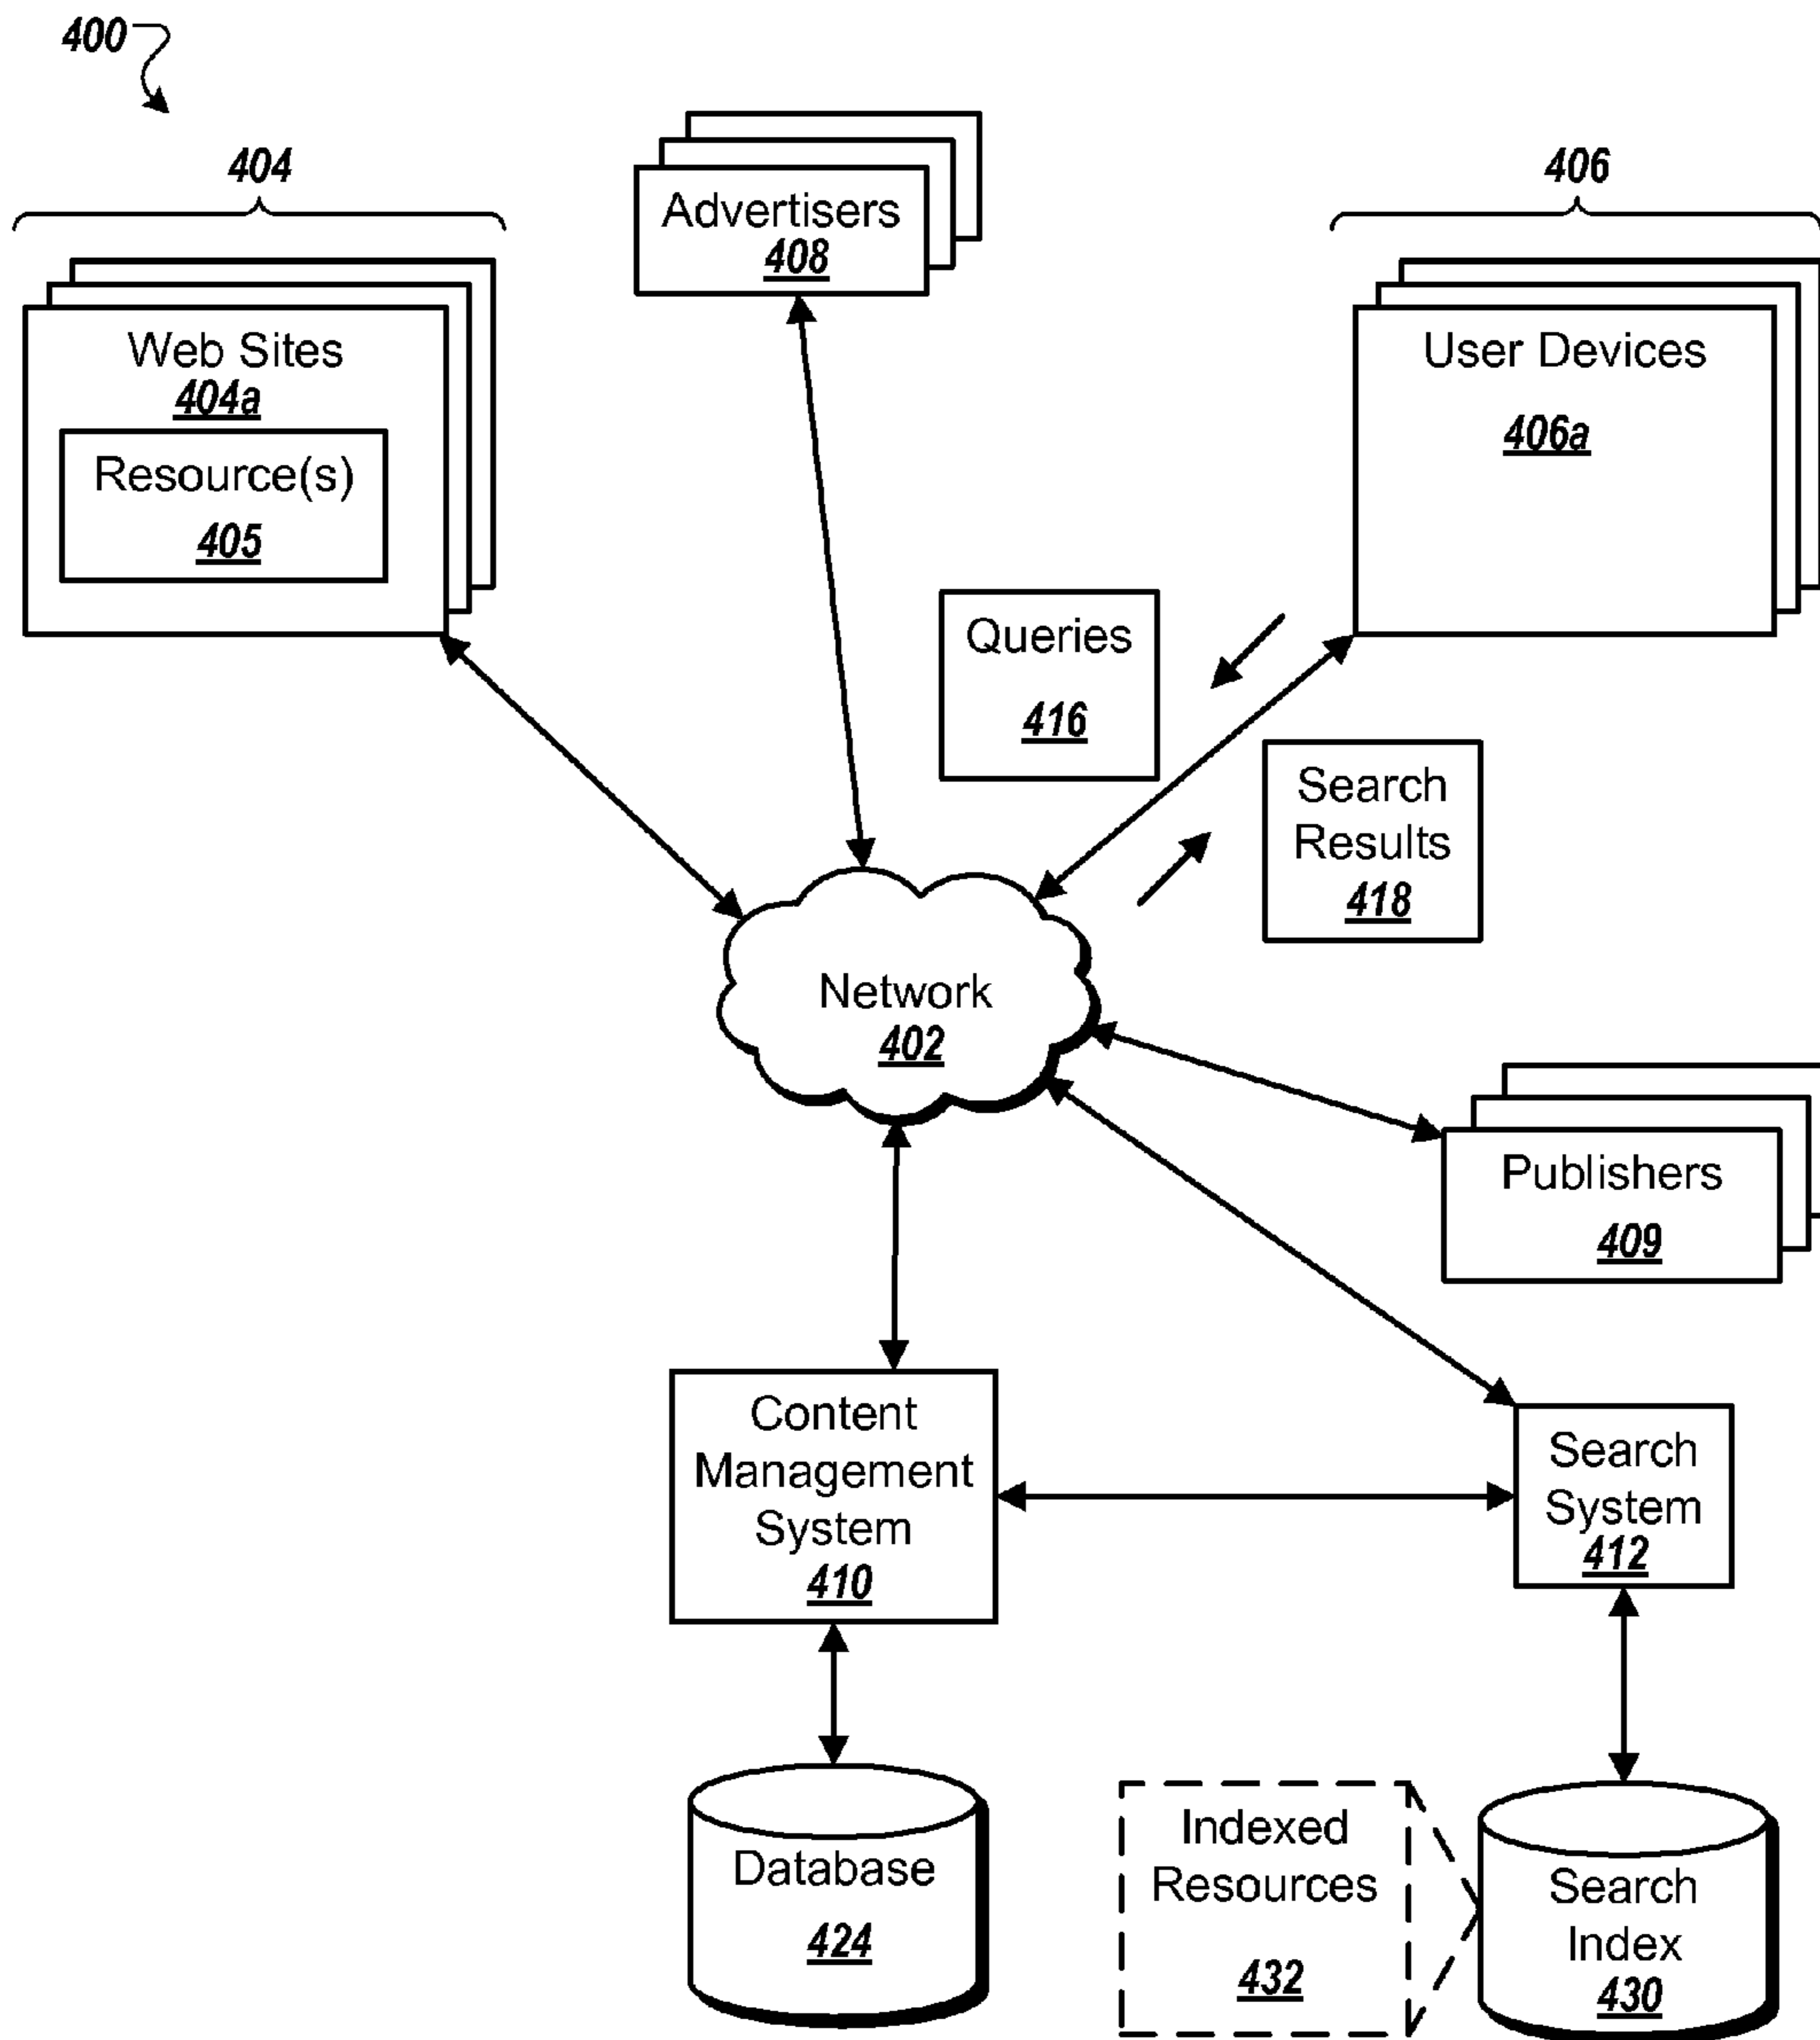 400
404
Advertisers
408
406
Web Sites
404a
Resource(s)
405
User Devices
406a
Queries
416
Search
Results
418
Network
402
Publishers
409
Content
Management
System
410
Search
System
412
Database
424
Indexed
Resources
432
Search
Index
430